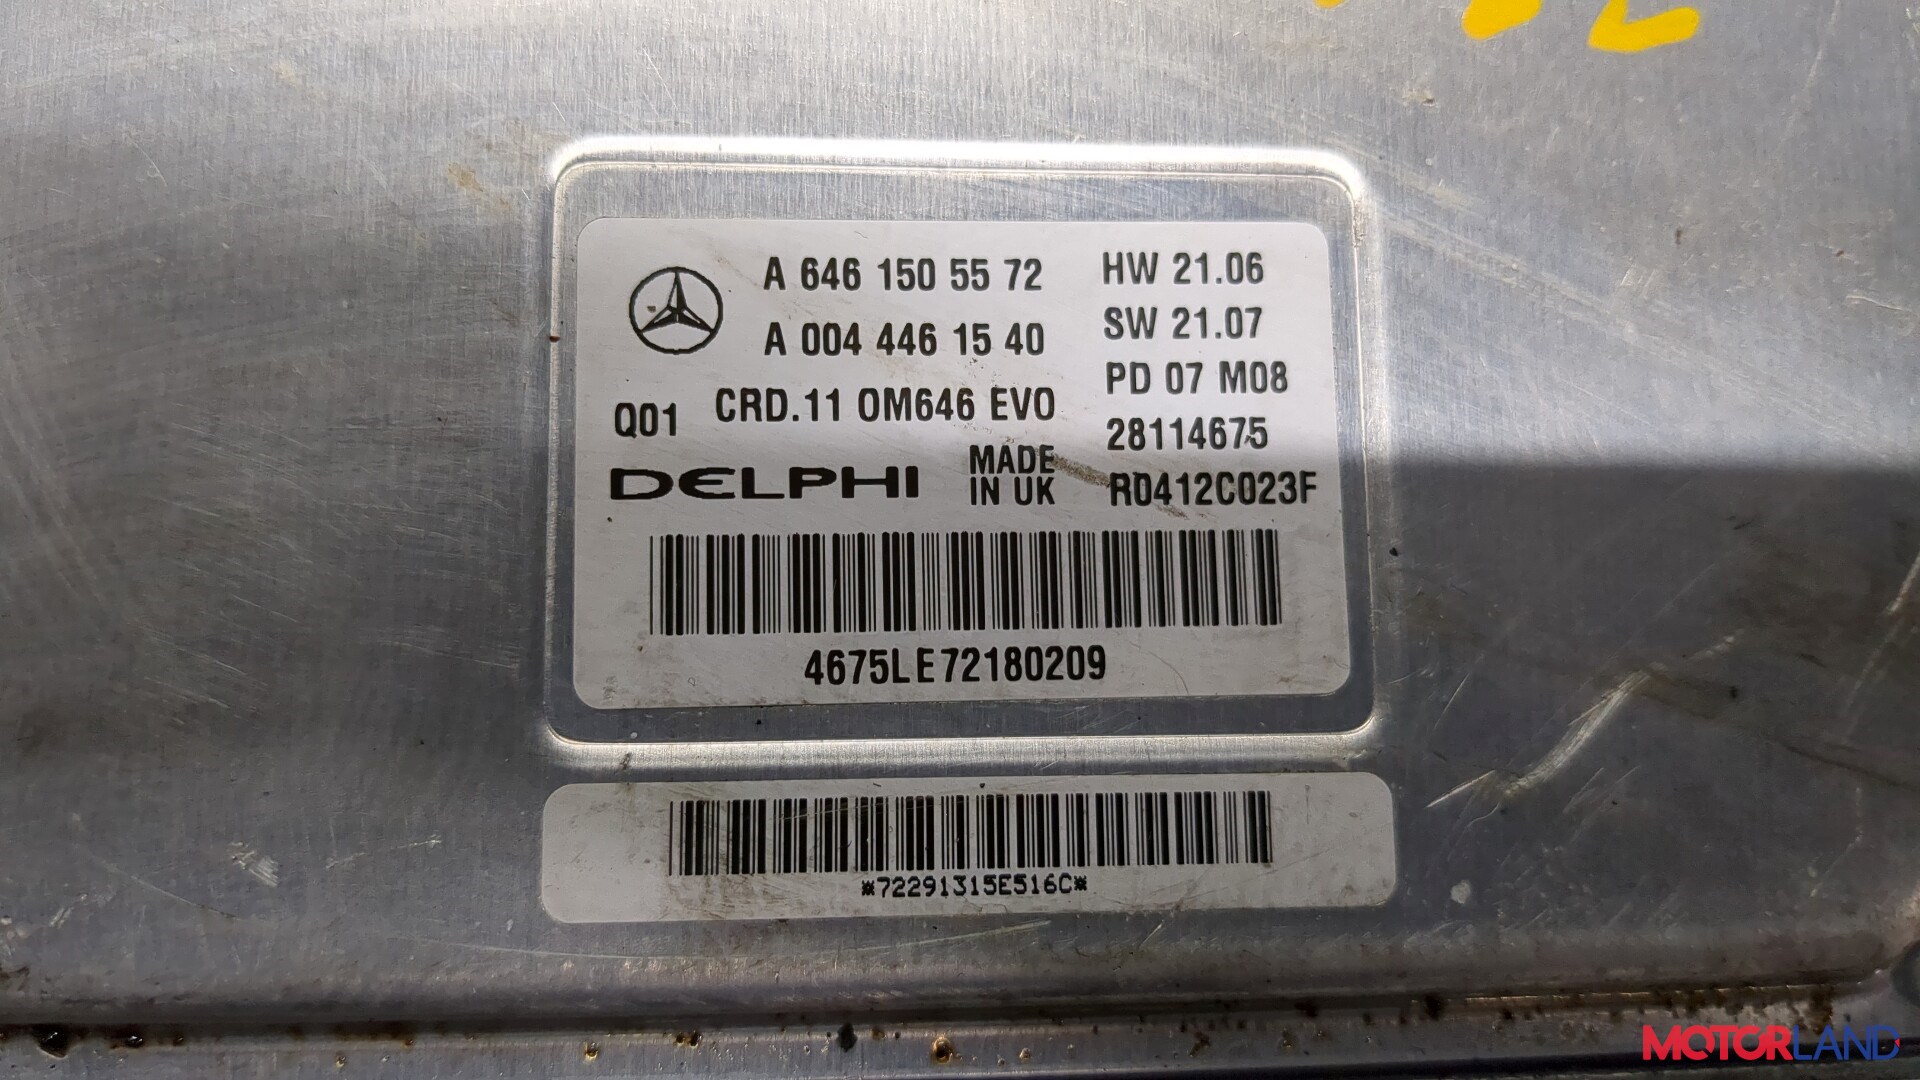 A 646 150 55 72
A 004 446 15 40
Q01 CRD.11 OM646 EVO
DELPHI MADE IN UK
HW 21.06
SW 21.07
PD 07 M08
28114675
R0412C023F
4675LE72180209
*72291315E516C*
MOTORLAND